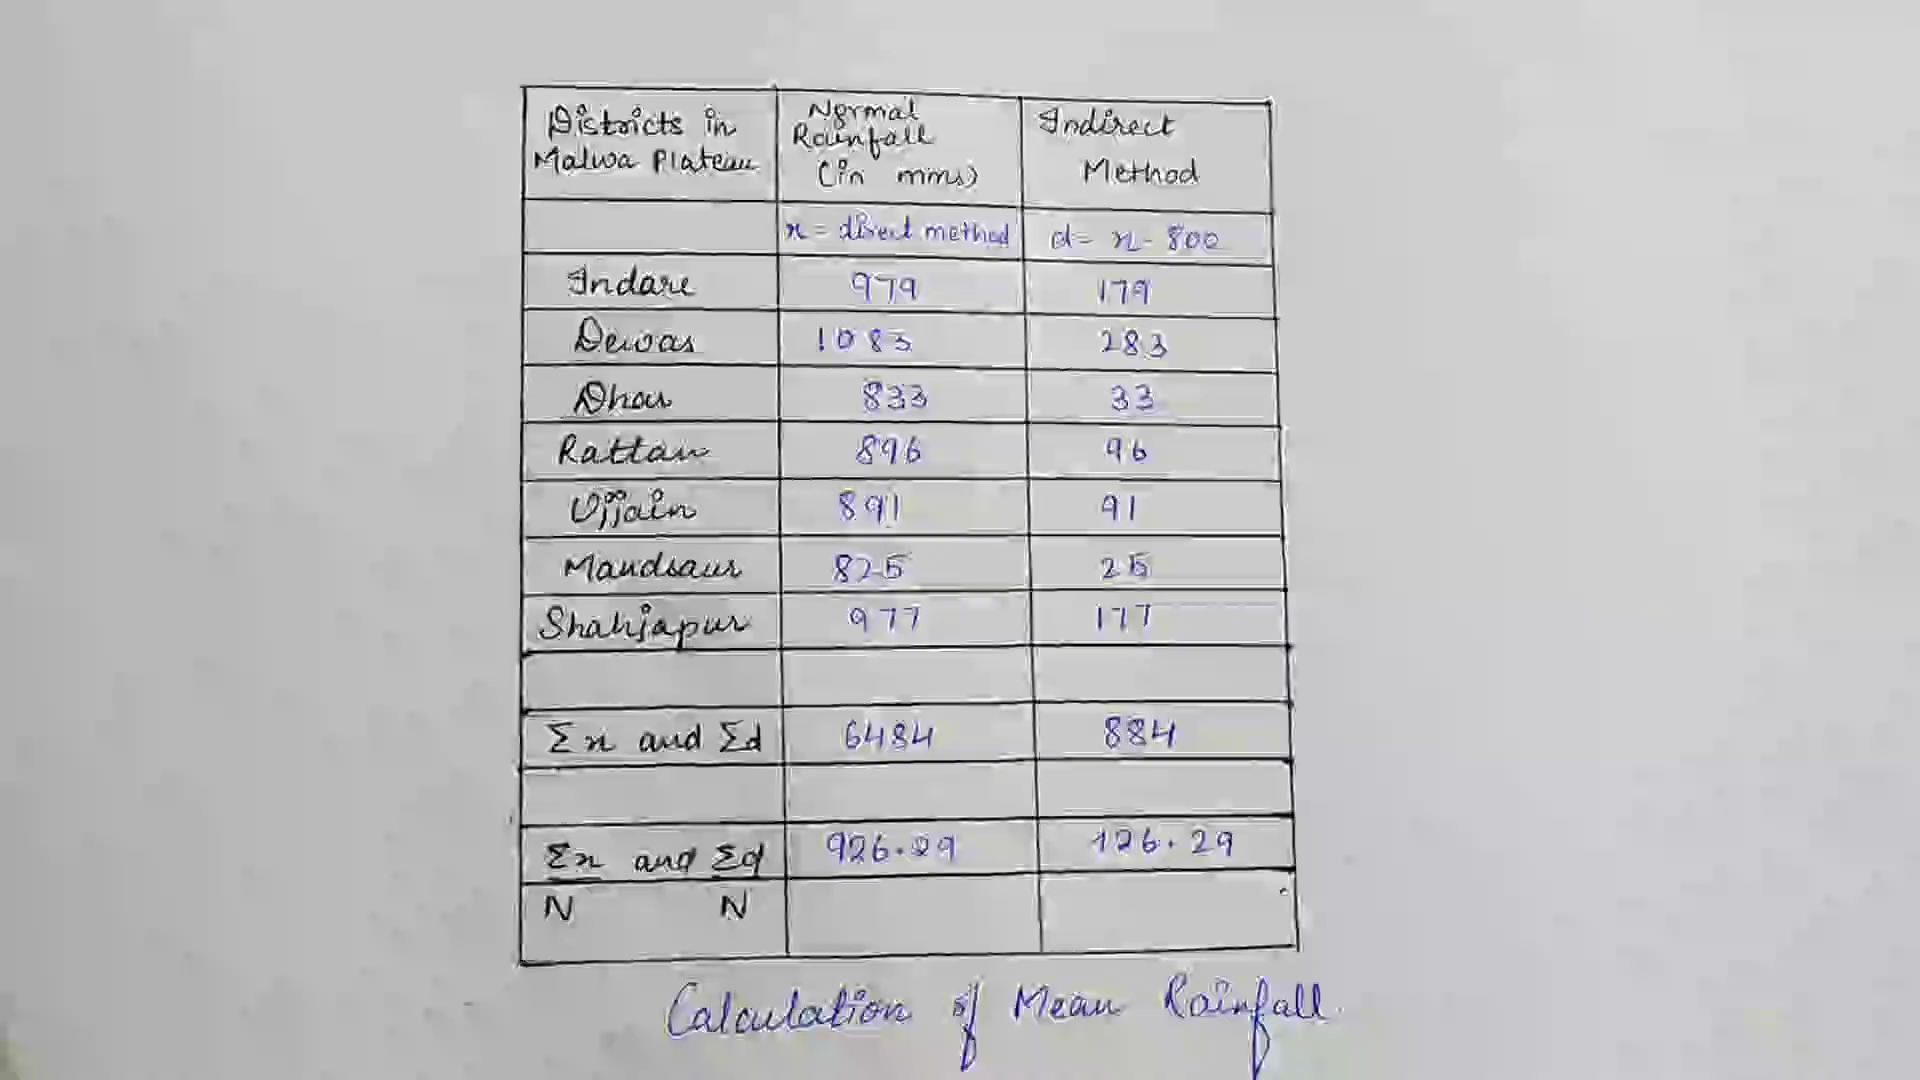 Districts in Malwa Plateau | Normal Rainfall (in mms) | Indirect Method
x = direct method | d = x - 800
Indore 979 179
Dewas 1083 283
Dhar 833 33
Rattan 896 96
Ujjain 891 91
Mandsaur 825 25
Shahjapur 977 177
Σx and Σd 6484 884
Σx/N and Σd/N 926.29 126.29
Calculation of Mean Rainfall